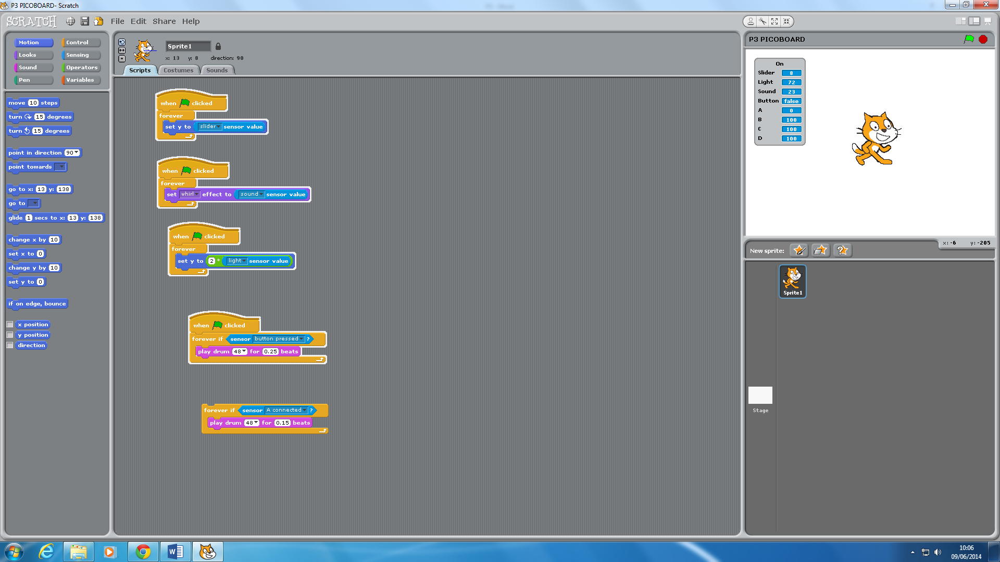 P3 PICOBOARD- Scratch
SCRATCH File Edit Share Help
Motion Control
Looks Sensing
Sound Operators
Pen Variables
move 10 steps
turn 15 degrees
turn 15 degrees
point in direction 90
point towards
go to x: 13 y: 138
go to
glide 1 secs to x: 13 y: 138
change x by 10
set x to 0
change y by 10
set y to 0
if on edge, bounce
x position
y position
direction
Sprite1
x: 13 y: 8 direction: 90
Scripts Costumes Sounds
when clicked
forever
set y to slider sensor value
when clicked
forever
set whirl effect to sound sensor value
when clicked
forever
set y to 2 * light sensor value
when clicked
forever if sensor button pressed ?
play drum 48 for 0.25 beats
forever if sensor A connected ?
play drum 48 for 0.15 beats
P3 PICOBOARD
On
Slider 8
Light 72
Sound 23
Button false
A 0
B 100
C 100
D 100
x: -6 y: -205
New sprite:
Sprite1
Stage
10:06
09/06/2014